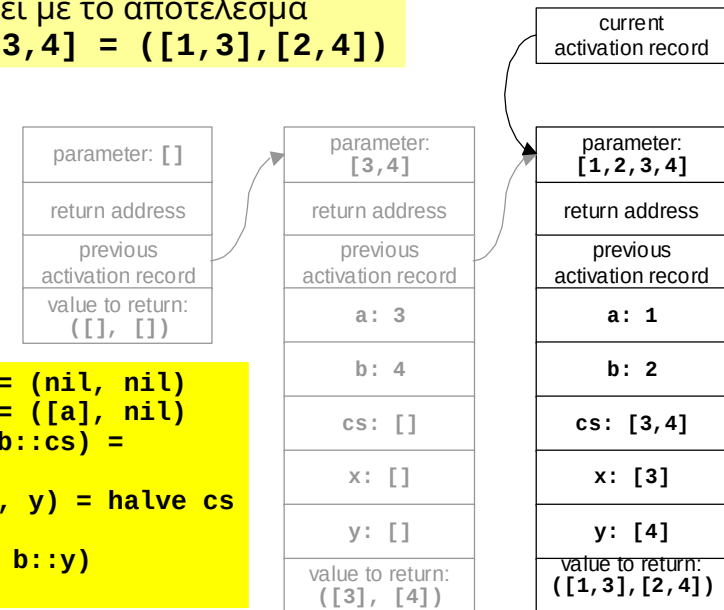 ει με το αποτέλεσμα
3,4] = ([1,3],[2,4])
current
activation record
parameter: []
return address
previous
activation record
value to return:
([], [])
parameter:
[3,4]
return address
previous
activation record
a: 3
b: 4
cs: []
x: []
y: []
value to return:
([3], [4])
parameter:
[1,2,3,4]
return address
previous
activation record
a: 1
b: 2
cs: [3,4]
x: [3]
y: [4]
value to return:
([1,3],[2,4])
= (nil, nil)
= ([a], nil)
b::cs) =
, y) = halve cs
b::y)